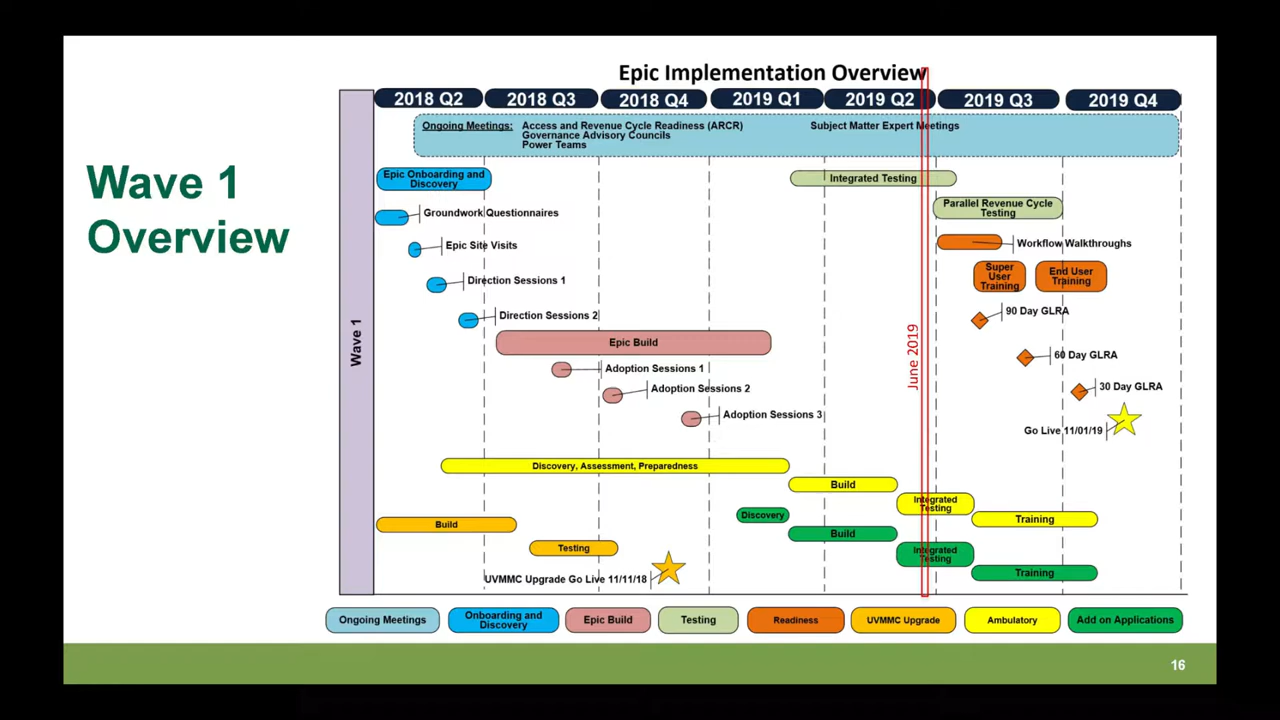 Epic Implementation Overview
Wave 1
Overview
2018 Q2
2018 Q3
2018 Q4
2019 Q1
2019 Q2
2019 Q3
2019 Q4
Ongoing Meetings: Access and Revenue Cycle Readiness (ARCR)
Governance Advisory Councils
Power Teams
Subject Matter Expert Meetings
Wave 1
Epic Onboarding and
Discovery
Integrated Testing
Parallel Revenue Cycle
Testing
Groundwork Questionnaires
Workflow Walkthroughs
Epic Site Visits
Super
User
Training
End User
Training
Direction Sessions 1
90 Day GLRA
Direction Sessions 2
June 2019
Epic Build
60 Day GLRA
Adoption Sessions 1
Adoption Sessions 2
30 Day GLRA
Adoption Sessions 3
Go Live 11/01/19
Discovery, Assessment, Preparedness
Build
Integrated
Testing
Discovery
Training
Build
Build
Testing
Integrated
Testing
UVMMC Upgrade Go Live 11/11/18
Training
Ongoing Meetings
Onboarding and
Discovery
Epic Build
Testing
Readiness
UVMMC Upgrade
Ambulatory
Add on Applications
16